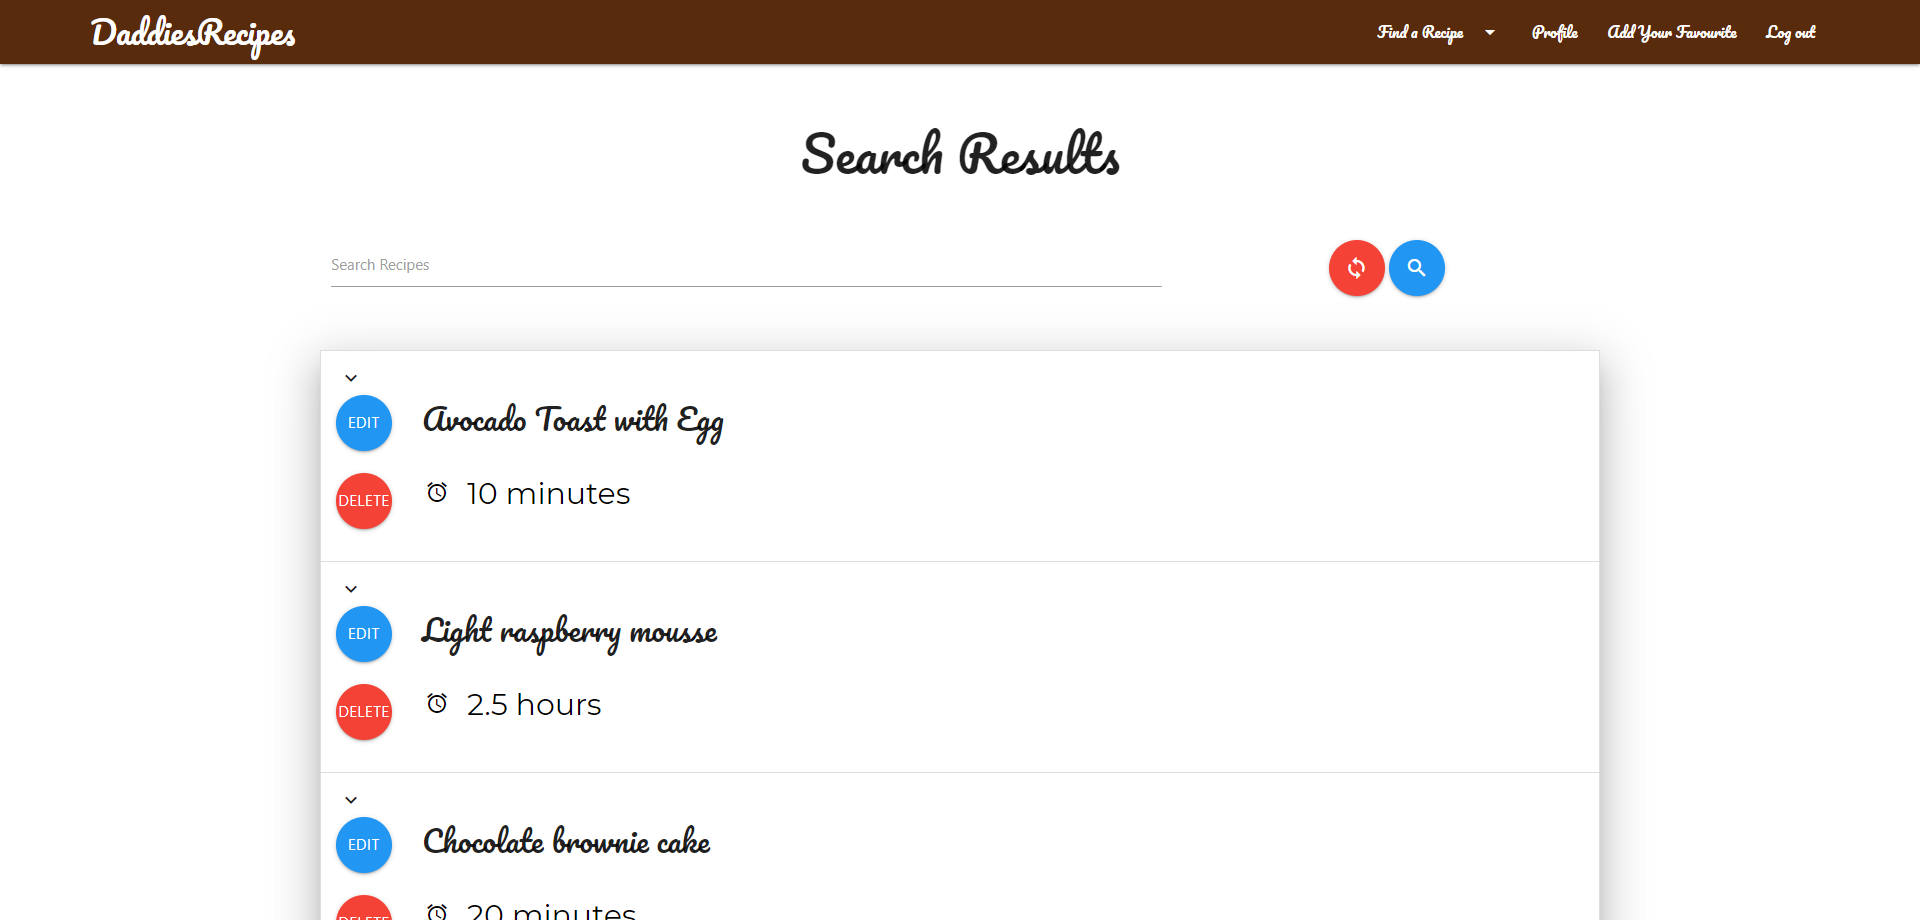 DaddiesRecipes
Find a Recipe Profile Add Your Favourite Log out
Search Results
Search Recipes
EDIT
Avocado Toast with Egg
DELETE
10 minutes
EDIT
Light raspberry mousse
DELETE
2.5 hours
EDIT
Chocolate brownie cake
DELETE
20 minutes